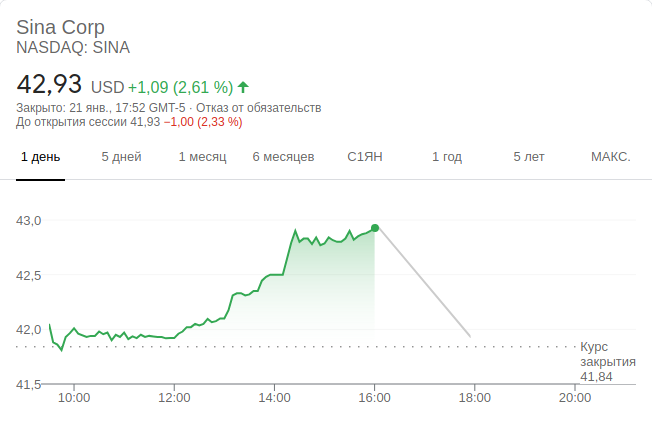 Sina Corp
NASDAQ: SINA
42,93 USD +1,09 (2,61 %)
Закрыто: 21 янв., 17:52 GMT-5 · Отказ от обязательств
До открытия сессии 41,93 −1,00 (2,33 %)
1 день 5 дней 1 месяц 6 месяцев С1ЯН 1 год 5 лет МАКС.
43,0
42,5
42,0
Курс
закрытия
41,84
41,5
10:00 12:00 14:00 16:00 18:00 20:00